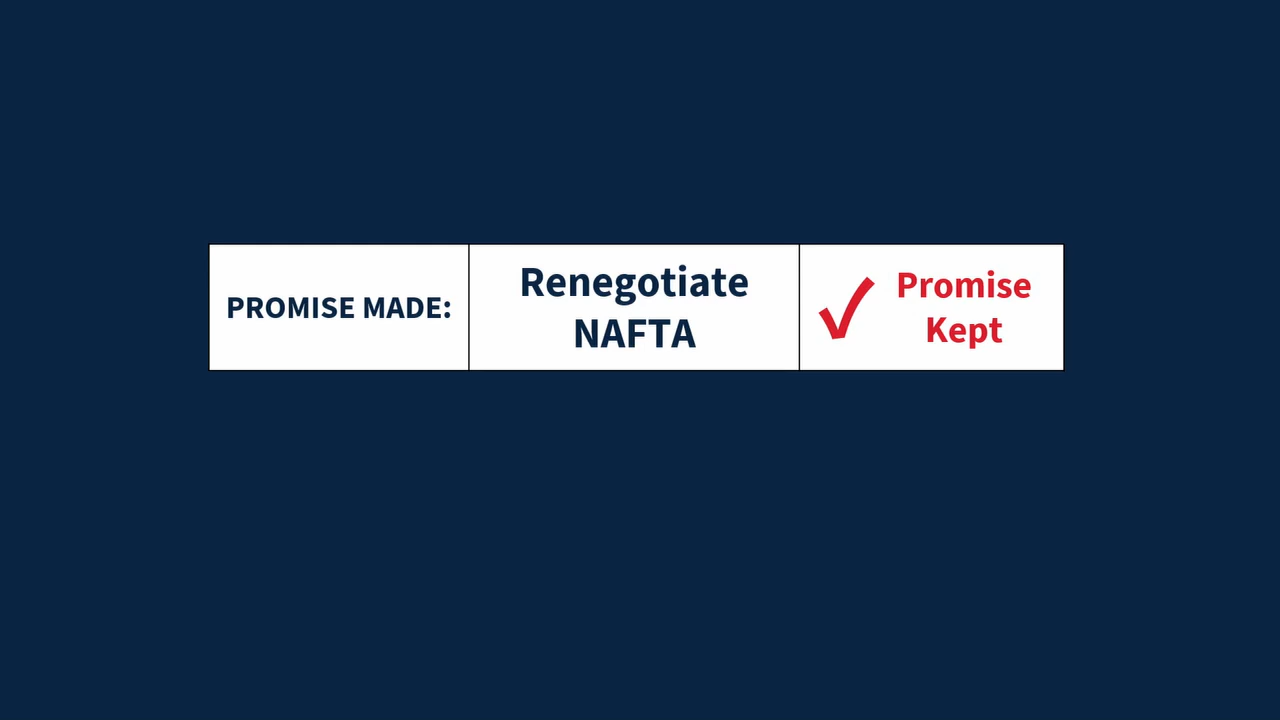 PROMISE MADE:
Renegotiate
NAFTA
Promise
Kept